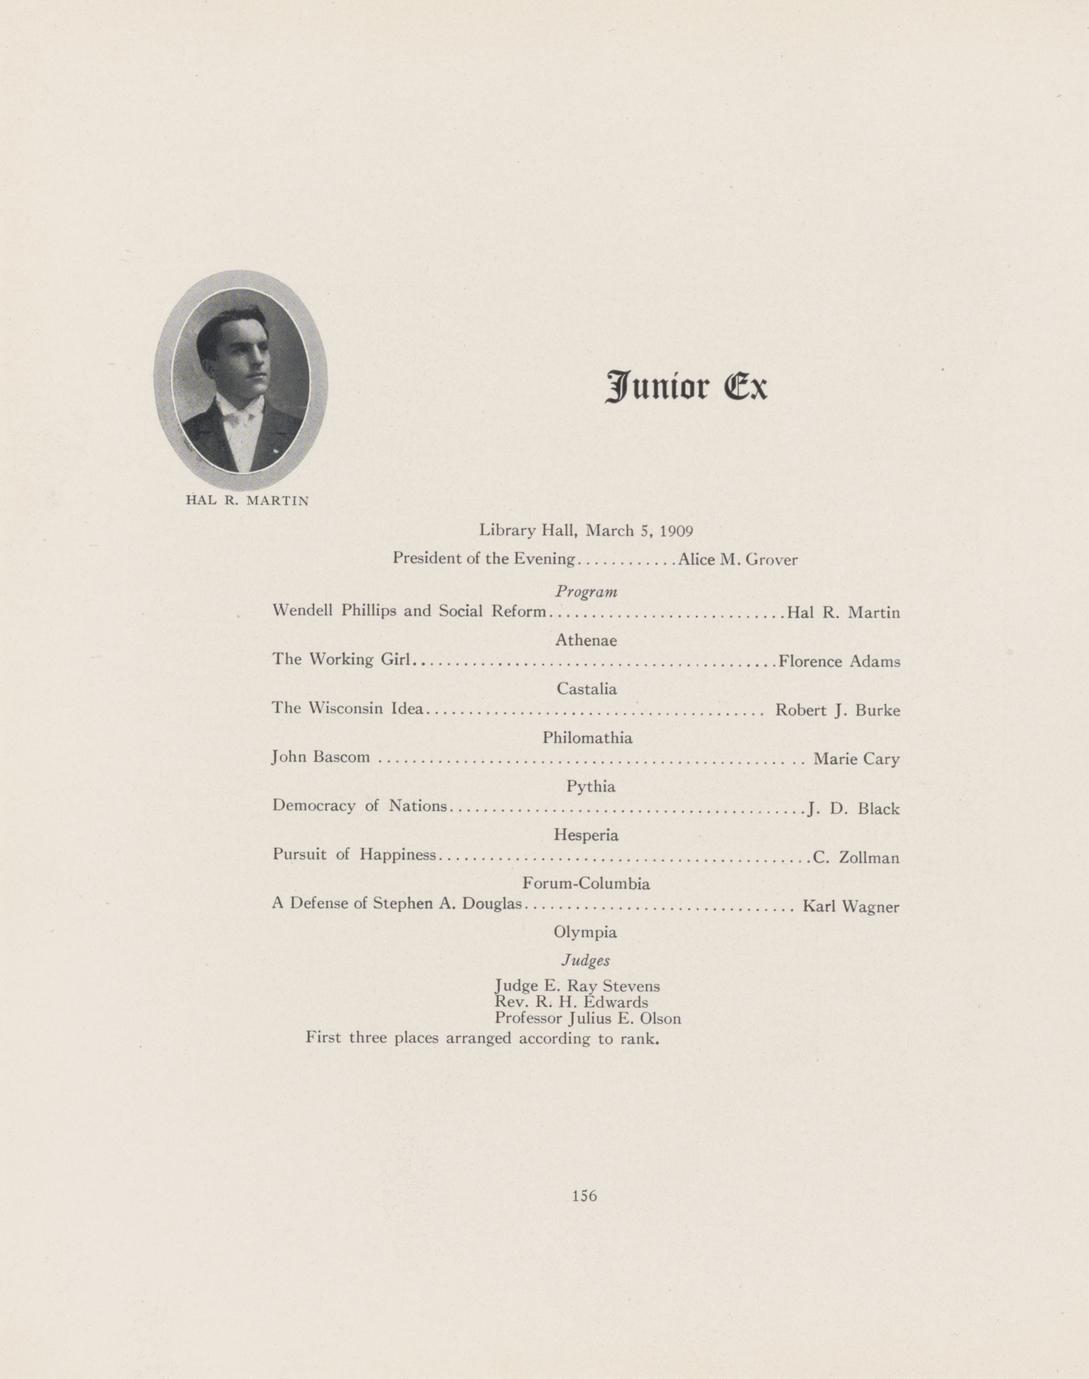 Junior Ex
HAL R. MARTIN
Library Hall, March 5, 1909
President of the Evening............Alice M. Grover
Program
Wendell Phillips and Social Reform............................Hal R. Martin
Athenae
The Working Girl...........................................Florence Adams
Castalia
The Wisconsin Idea........................................ Robert J. Burke
Philomathia
John Bascom .................................................. Marie Cary
Pythia
Democracy of Nations..........................................J. D. Black
Hesperia
Pursuit of Happiness............................................C. Zollman
Forum-Columbia
A Defense of Stephen A. Douglas................................ Karl Wagner
Olympia
Judges
Judge E. Ray Stevens
Rev. R. H. Edwards
Professor Julius E. Olson
First three places arranged according to rank.
156